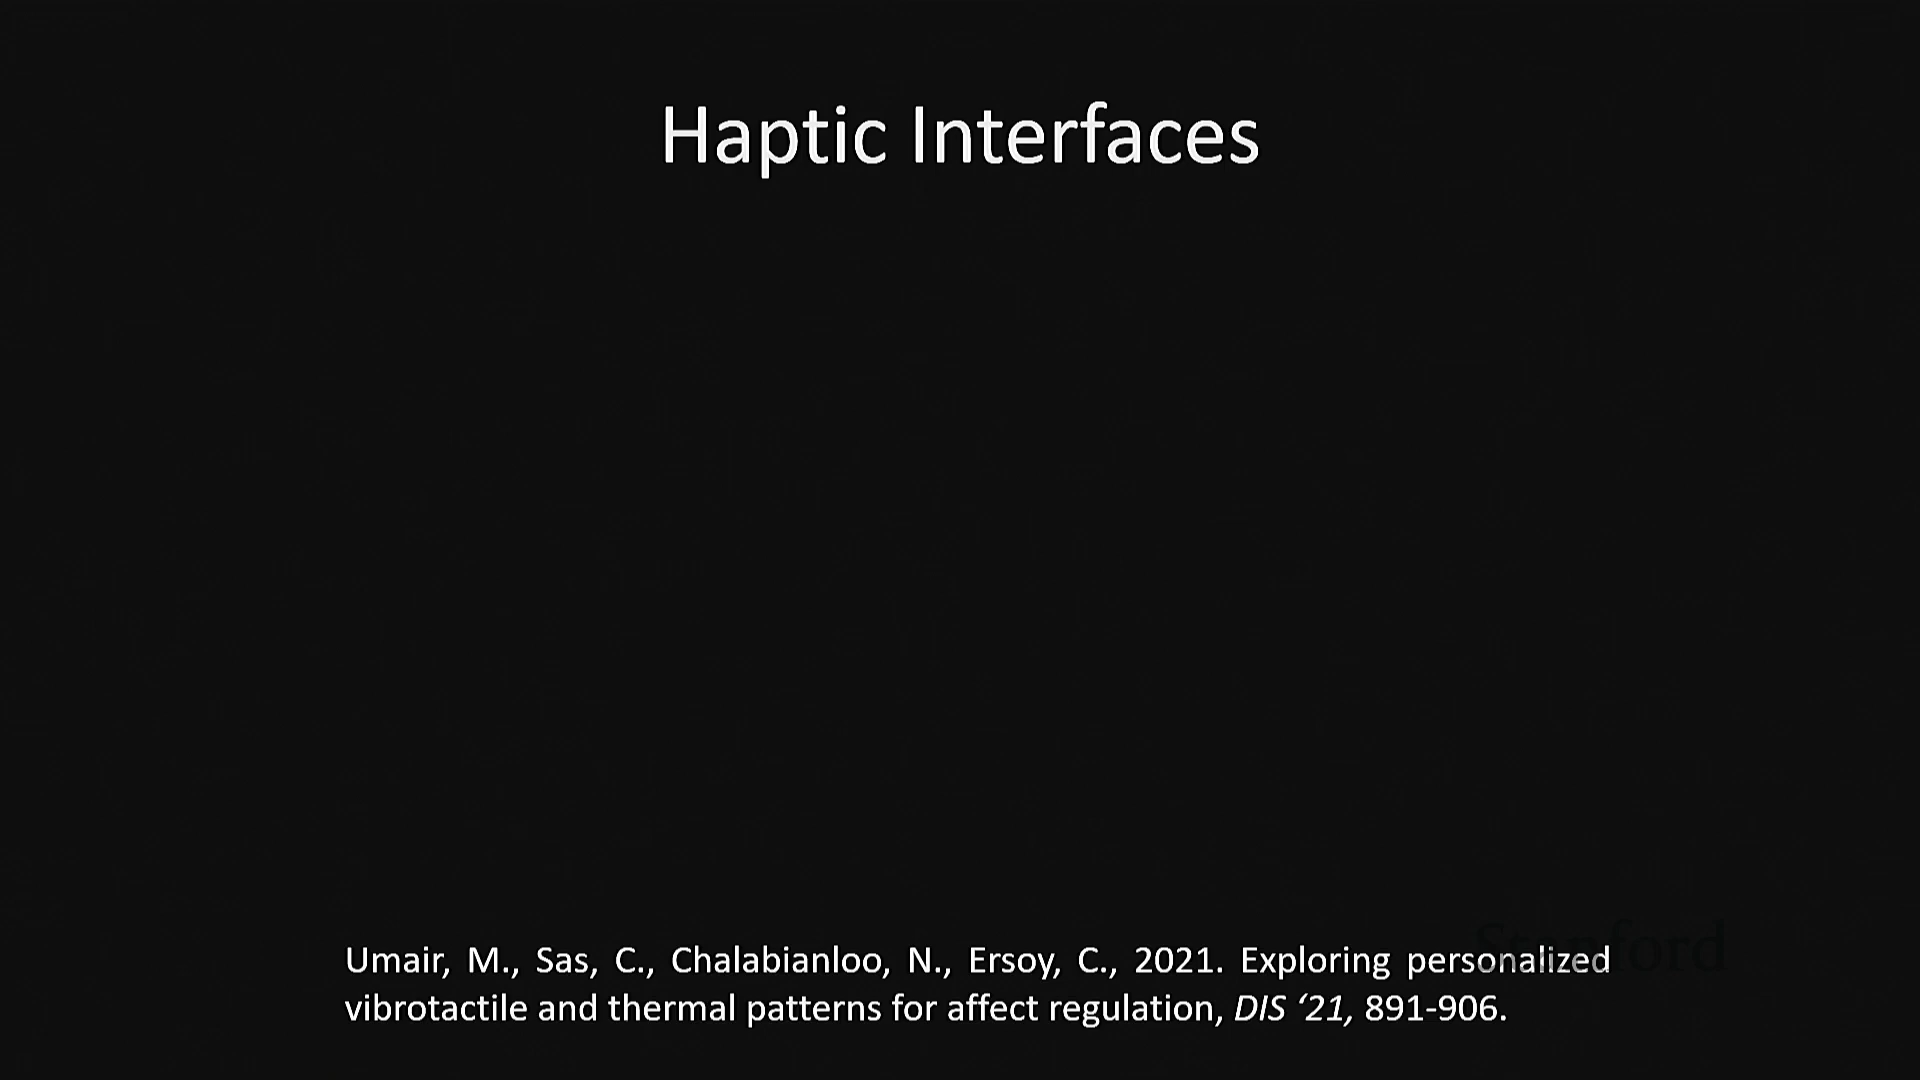 Haptic Interfaces
Umair, M., Sas, C., Chalabianloo, N., Ersoy, C., 2021. Exploring personalized
vibrotactile and thermal patterns for affect regulation, DIS ‘21, 891-906.
Stanford